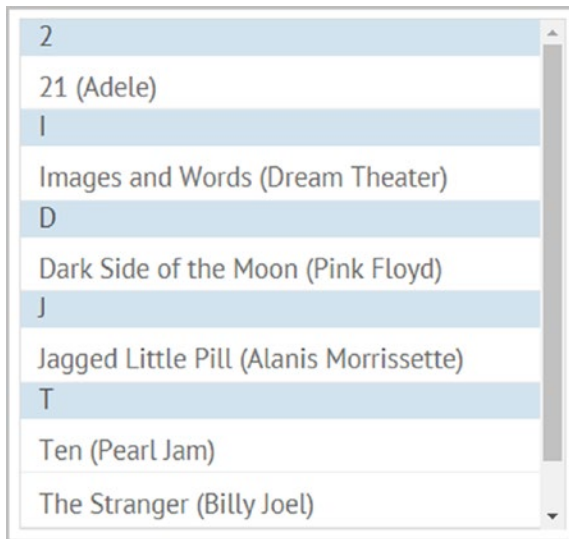 2
21 (Adele)
I
Images and Words (Dream Theater)
D
Dark Side of the Moon (Pink Floyd)
J
Jagged Little Pill (Alanis Morrissette)
T
Ten (Pearl Jam)
The Stranger (Billy Joel)